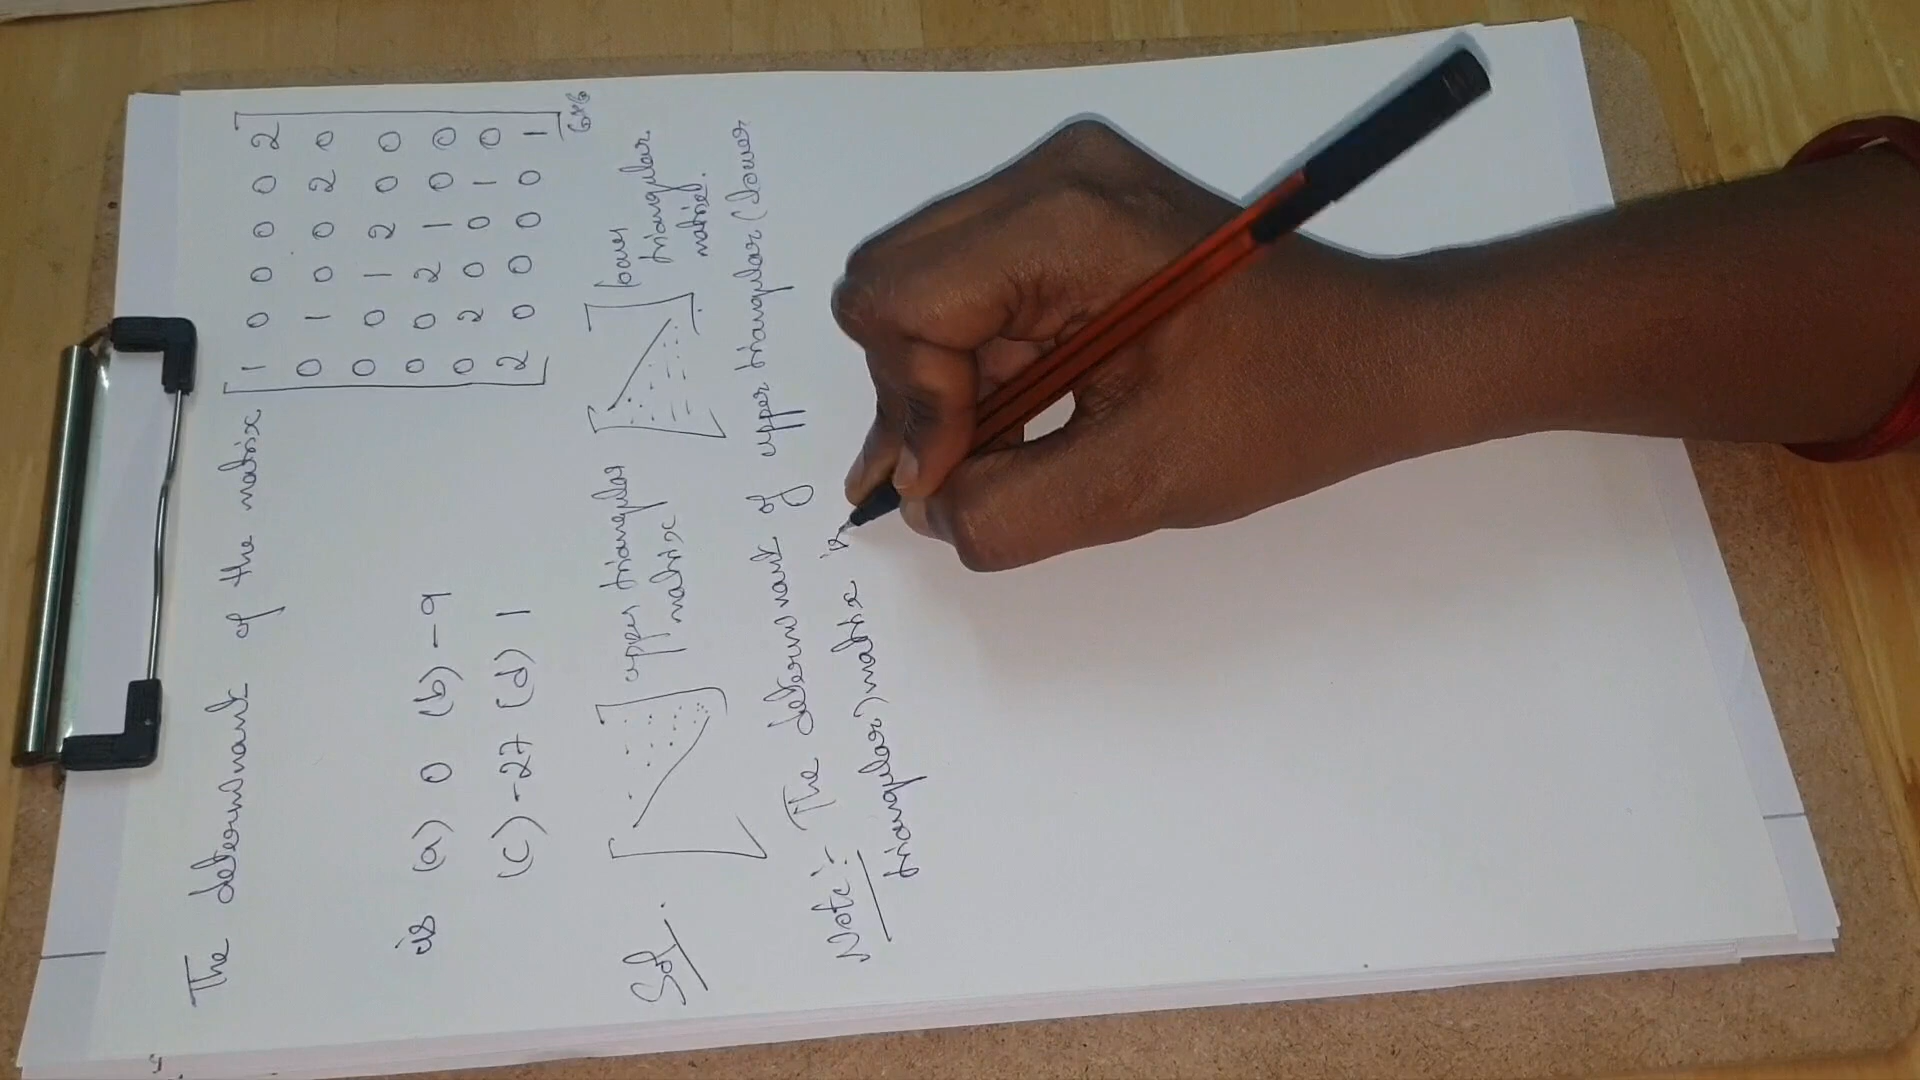 The determinant of the matrix
1 0 0 0 0 2
0 1 0 0 2 0
0 0 1 2 0 0
0 0 2 1 0 0
0 2 0 0 1 0
2 0 0 0 0 1
6×6
is (a) 0 (b) -9
(c) -27 (d) 1
Sol.
upper triangular
matrix
lower
triangular
matrix.
Note:- The determinant of upper triangular (lower
triangular) matrix is